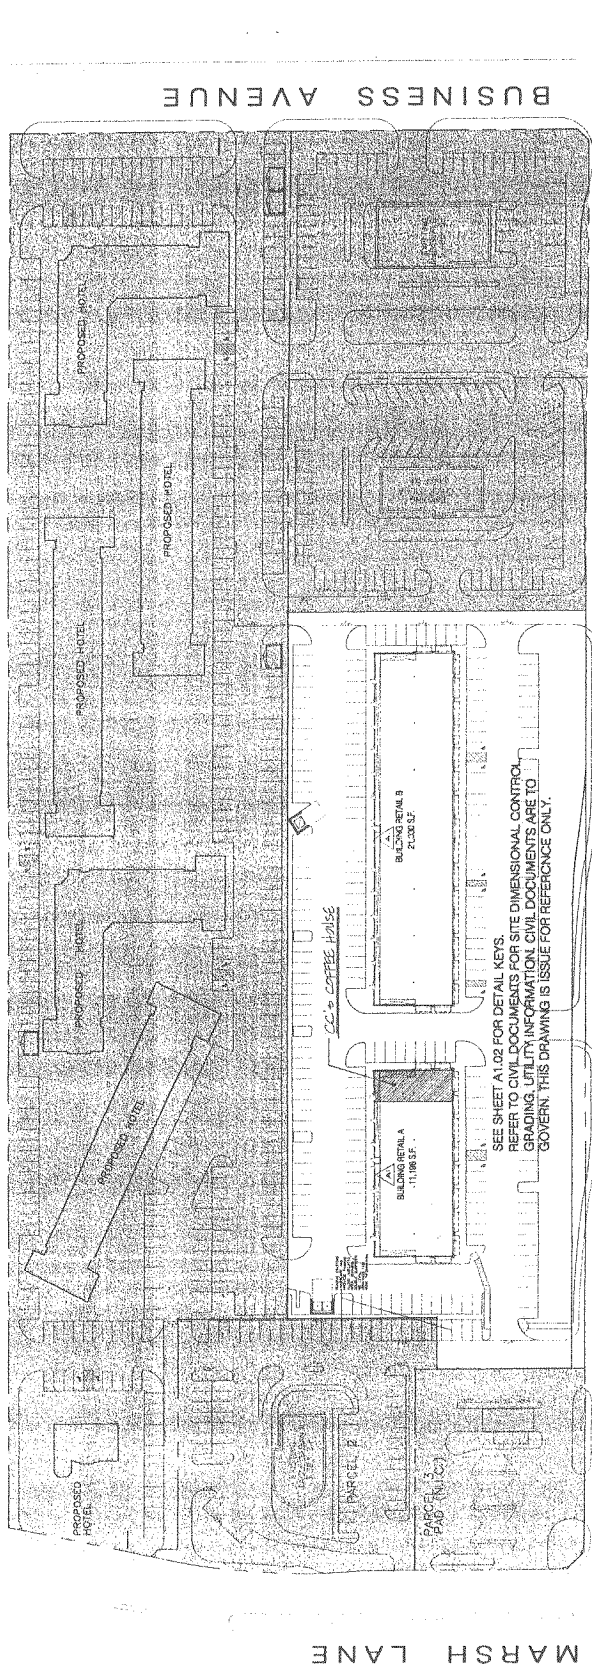 BUSINESS AVENUE
PROPOSED HOTEL
PROPOSED HOTEL
PROPOSED HOTEL
BUILDING RETAIL B
21,200 S.F.
CC's COFFEE HOUSE
PROPOSED HOTEL
PROPOSED HOTEL
BUILDING RETAIL A
11,196 S.F.
SEE SHEET A1.02 FOR DETAIL KEYS.
REFER TO CIVIL DOCUMENTS FOR SITE DIMENSIONAL CONTROL,
GRADING, UTILITY INFORMATION. CIVIL DOCUMENTS ARE TO
GOVERN. THIS DRAWING IS ISSUE FOR REFERENCE ONLY.
PROPOSED
HOTEL
PARCEL 2
PARCEL 3
PAD (N.I.C.)
MARSH LANE